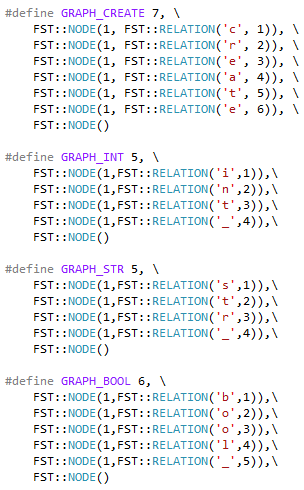 #define GRAPH_CREATE 7, \
FST::NODE(1, FST::RELATION('c', 1)), \
FST::NODE(1, FST::RELATION('r', 2)), \
FST::NODE(1, FST::RELATION('e', 3)), \
FST::NODE(1, FST::RELATION('a', 4)), \
FST::NODE(1, FST::RELATION('t', 5)), \
FST::NODE(1, FST::RELATION('e', 6)), \
FST::NODE()
#define GRAPH_INT 5, \
FST::NODE(1,FST::RELATION('i',1)),\
FST::NODE(1,FST::RELATION('n',2)),\
FST::NODE(1,FST::RELATION('t',3)),\
FST::NODE(1,FST::RELATION('_',4)),\
FST::NODE()
#define GRAPH_STR 5, \
FST::NODE(1,FST::RELATION('s',1)),\
FST::NODE(1,FST::RELATION('t',2)),\
FST::NODE(1,FST::RELATION('r',3)),\
FST::NODE(1,FST::RELATION('_',4)),\
FST::NODE()
#define GRAPH_BOOL 6, \
FST::NODE(1,FST::RELATION('b',1)),\
FST::NODE(1,FST::RELATION('o',2)),\
FST::NODE(1,FST::RELATION('o',3)),\
FST::NODE(1,FST::RELATION('l',4)),\
FST::NODE(1,FST::RELATION('_',5)),\
FST::NODE()